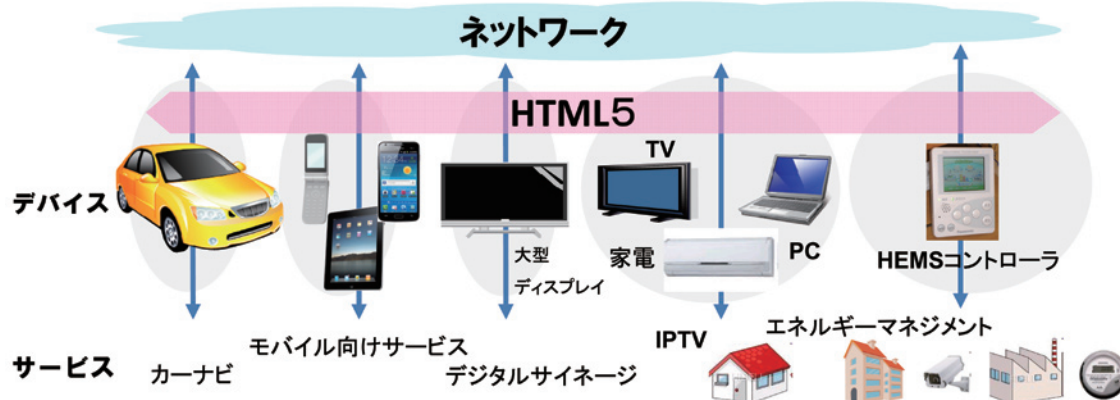 ネットワーク
HTML5
デバイス
TV
大型
ディスプレイ
家電
PC
HEMSコントローラ
サービス
カーナビ
モバイル向けサービス
デジタルサイネージ
IPTV
エネルギーマネジメント